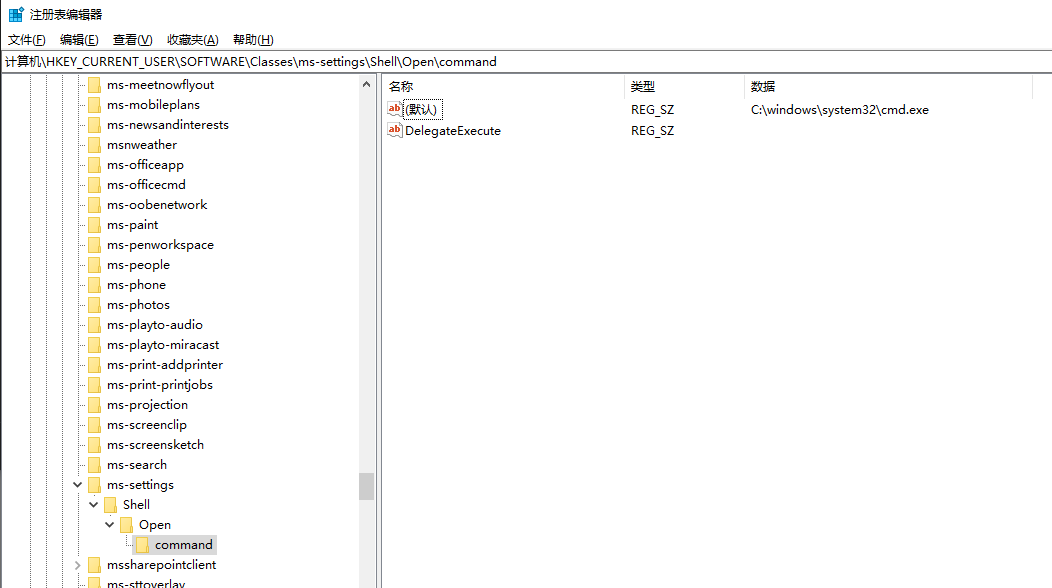 注册表编辑器
文件(F) 编辑(E) 查看(V) 收藏夹(A) 帮助(H)
计算机\HKEY_CURRENT_USER\SOFTWARE\Classes\ms-settings\Shell\Open\command
ms-meetnowflyout
ms-mobileplans
ms-newsandinterests
msnweather
ms-officeapp
ms-officecmd
ms-oobenetwork
ms-paint
ms-penworkspace
ms-people
ms-phone
ms-photos
ms-playto-audio
ms-playto-miracast
ms-print-addprinter
ms-print-printjobs
ms-projection
ms-screenclip
ms-screensketch
ms-search
ms-settings
Shell
Open
command
mssharepointclient
ms-sttoverlay
名称 类型 数据
ab (默认) REG_SZ C:\windows\system32\cmd.exe
ab DelegateExecute REG_SZ